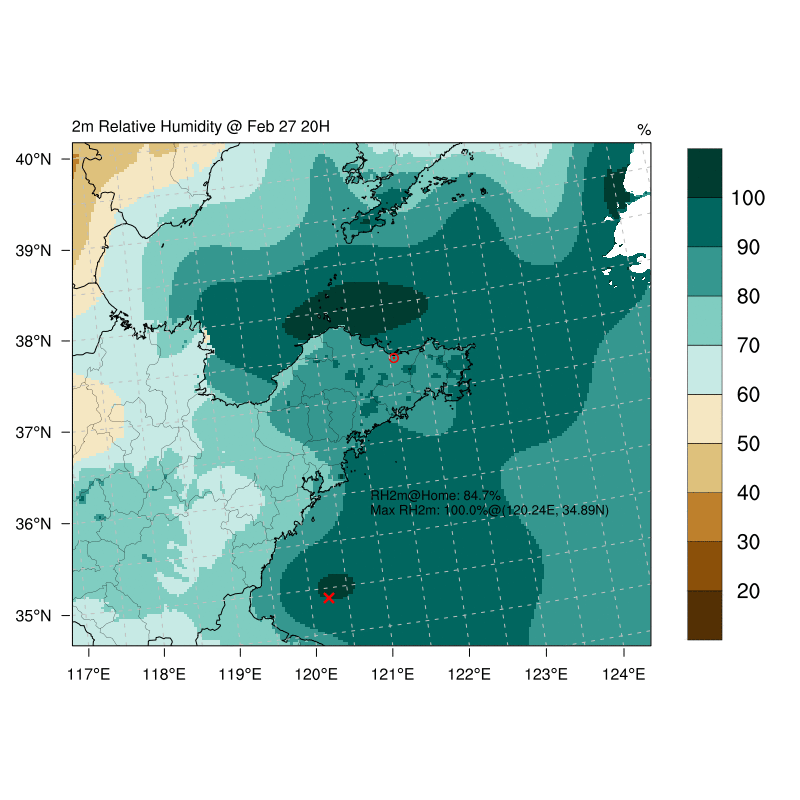 2m Relative Humidity @ Feb 27 20H
%
40°N
39°N
38°N
37°N
36°N
35°N
117°E
118°E
119°E
120°E
121°E
122°E
123°E
124°E
RH2m@Home: 84.7%
Max RH2m: 100.0%@(120.24E, 34.89N)
100
90
80
70
60
50
40
30
20